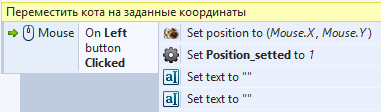 Переместить кота на заданные координаты
Mouse
On Left
button
Clicked
Set position to (Mouse.X , Mouse.Y )
Set Position_setted to 1
Set text to ""
Set text to ""